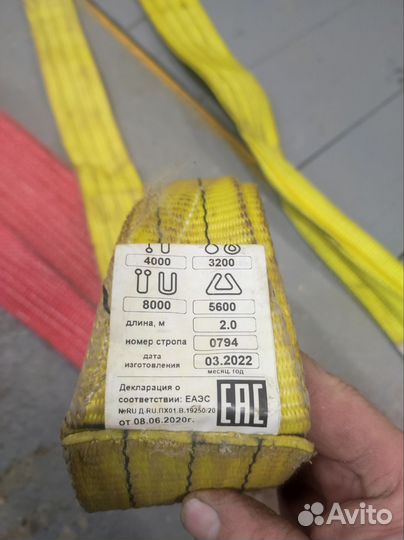 4000 3200
8000 5600
длина, м 2.0
номер стропа 0794
дата изготовления 03.2022
месяц, год
Декларация о
соответствии: ЕАЭС
№RU Д-RU.ПХ01.В.19250/20
от 08.06.2020г.
EAC
Avito